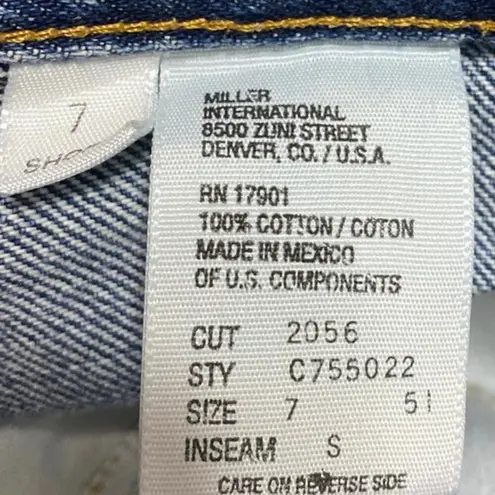 7
MILLER
INTERNATIONAL
8500 ZUNI STREET
DENVER, CO. / U.S.A.
RN 17901
100% COTTON / COTON
MADE IN MEXICO
OF U.S. COMPONENTS
CUT 2056
STY C755022
SIZE 7 51
INSEAM S
CARE ON REVERSE SIDE